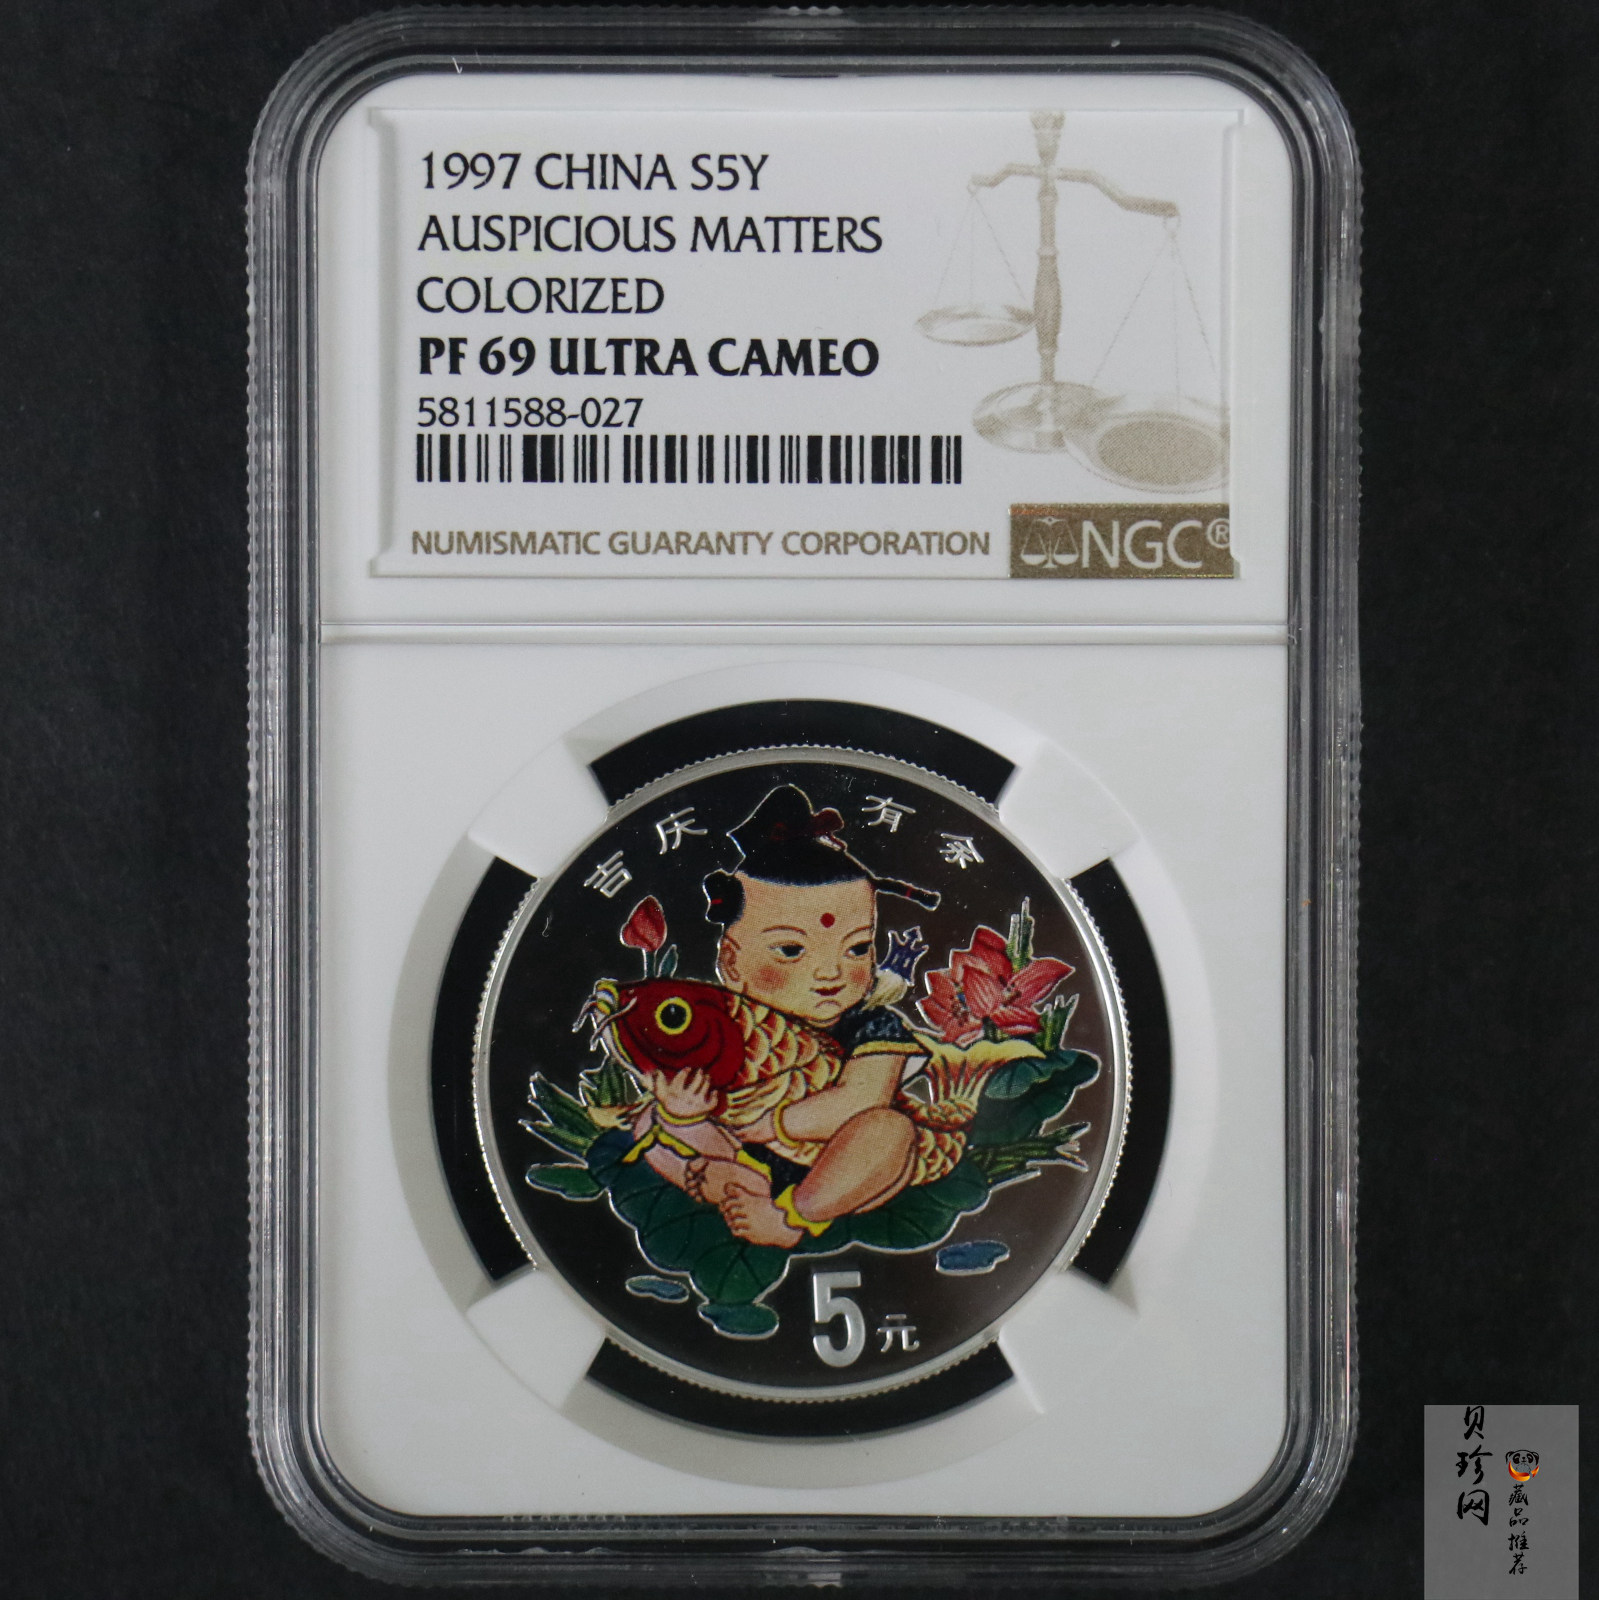 1997 CHINA S5Y
AUSPICIOUS MATTERS
COLORIZED
PF 69 ULTRA CAMEO
5811588-027
NUMISMATIC GUARANTY CORPORATION
NGC®
吉庆有余
5元
贝珍网
藏品推荐